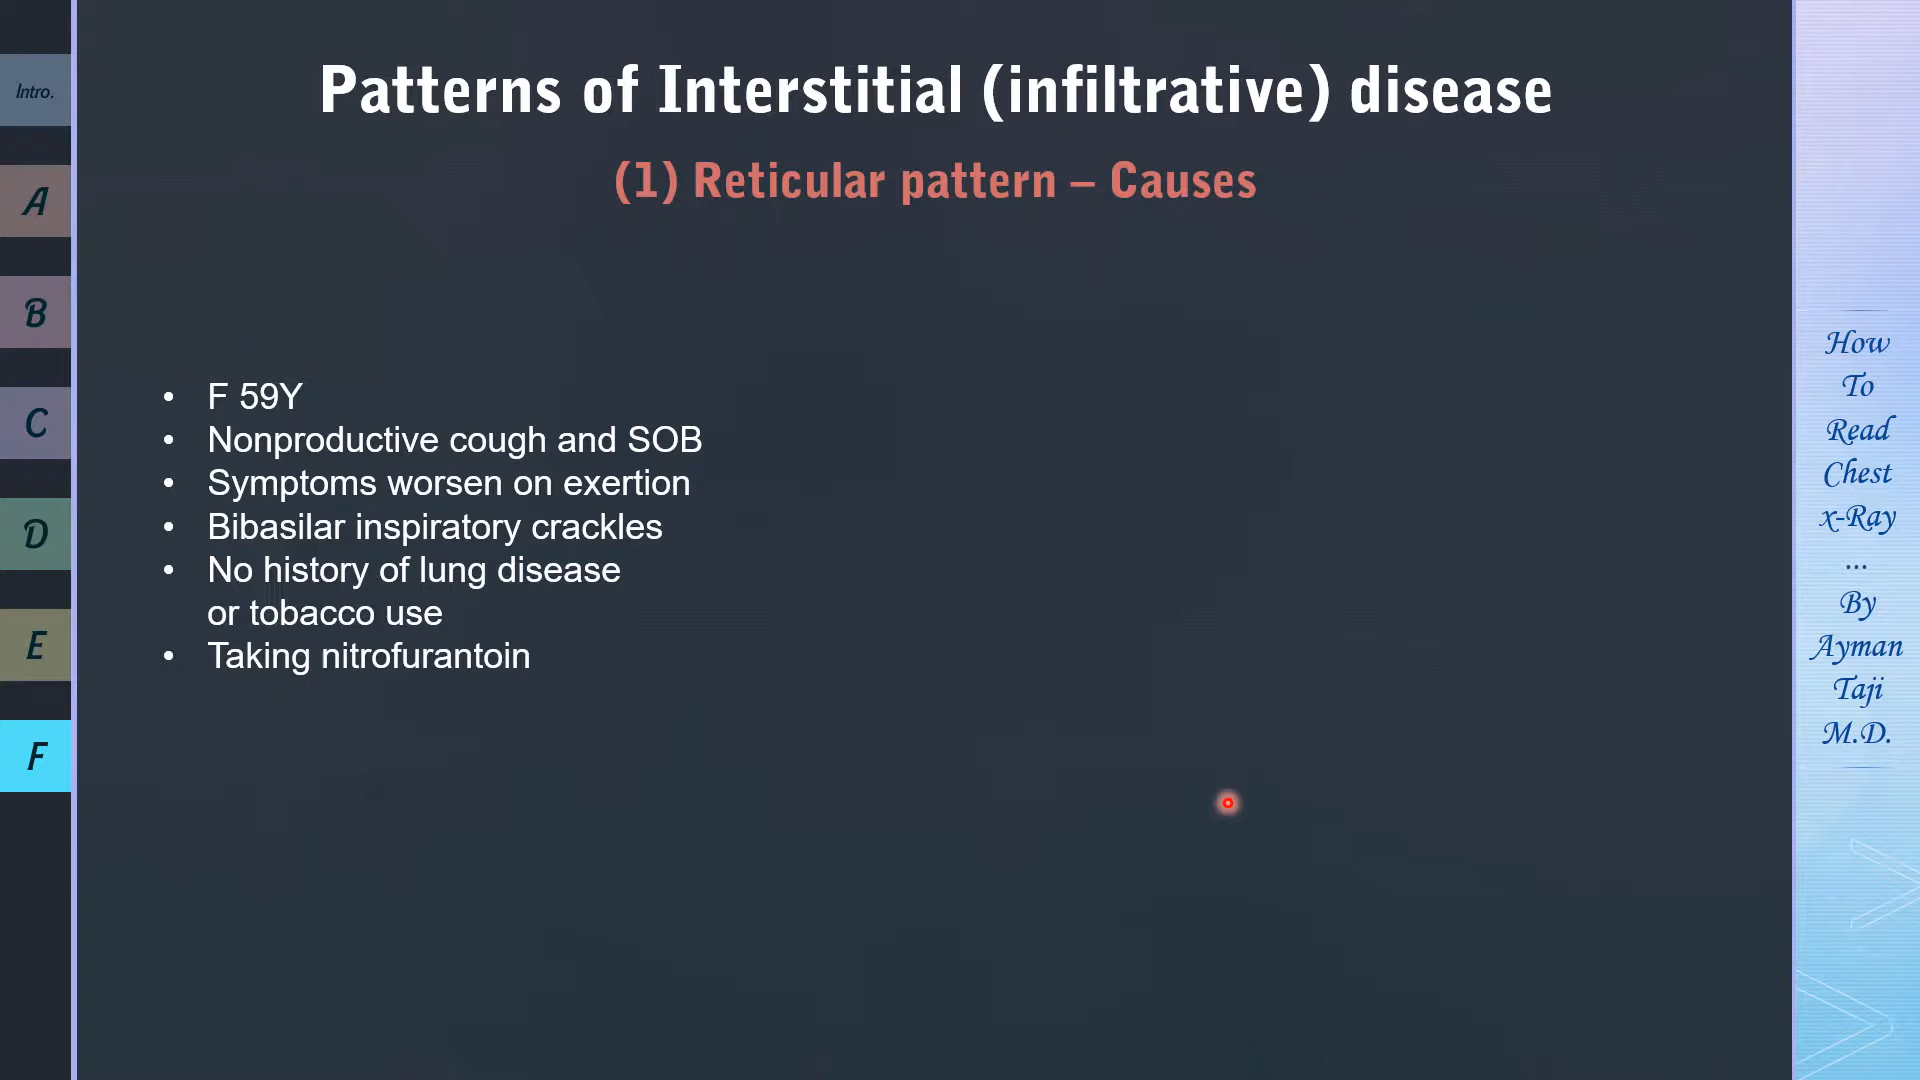 Patterns of Interstitial (infiltrative) disease
(1) Reticular pattern – Causes
Intro.
A
B
C
D
E
F
• F 59Y
• Nonproductive cough and SOB
• Symptoms worsen on exertion
• Bibasilar inspiratory crackles
• No history of lung disease
or tobacco use
• Taking nitrofurantoin
How
To
Read
Chest
x-Ray
...
By
Ayman
Taji
M.D.